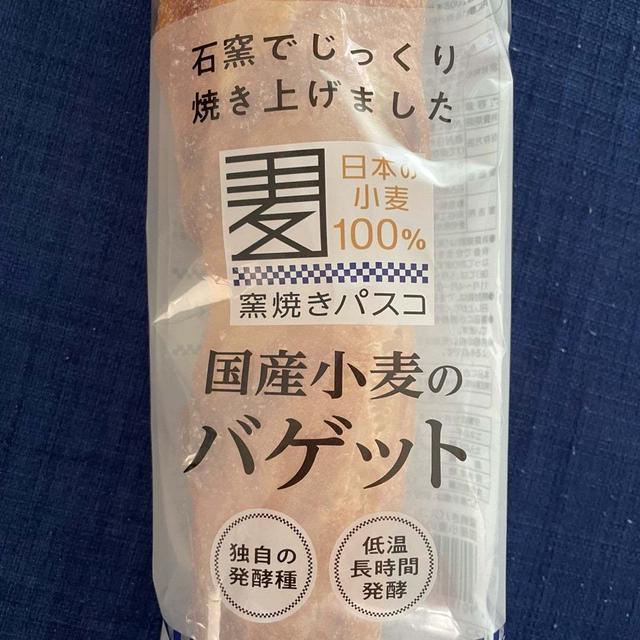 石窯でじっくり
焼き上げました
麦
日本の
小麦
100%
窯焼きパスコ
国産小麦の
バゲット
独自の
発酵種
低温
長時間
発酵